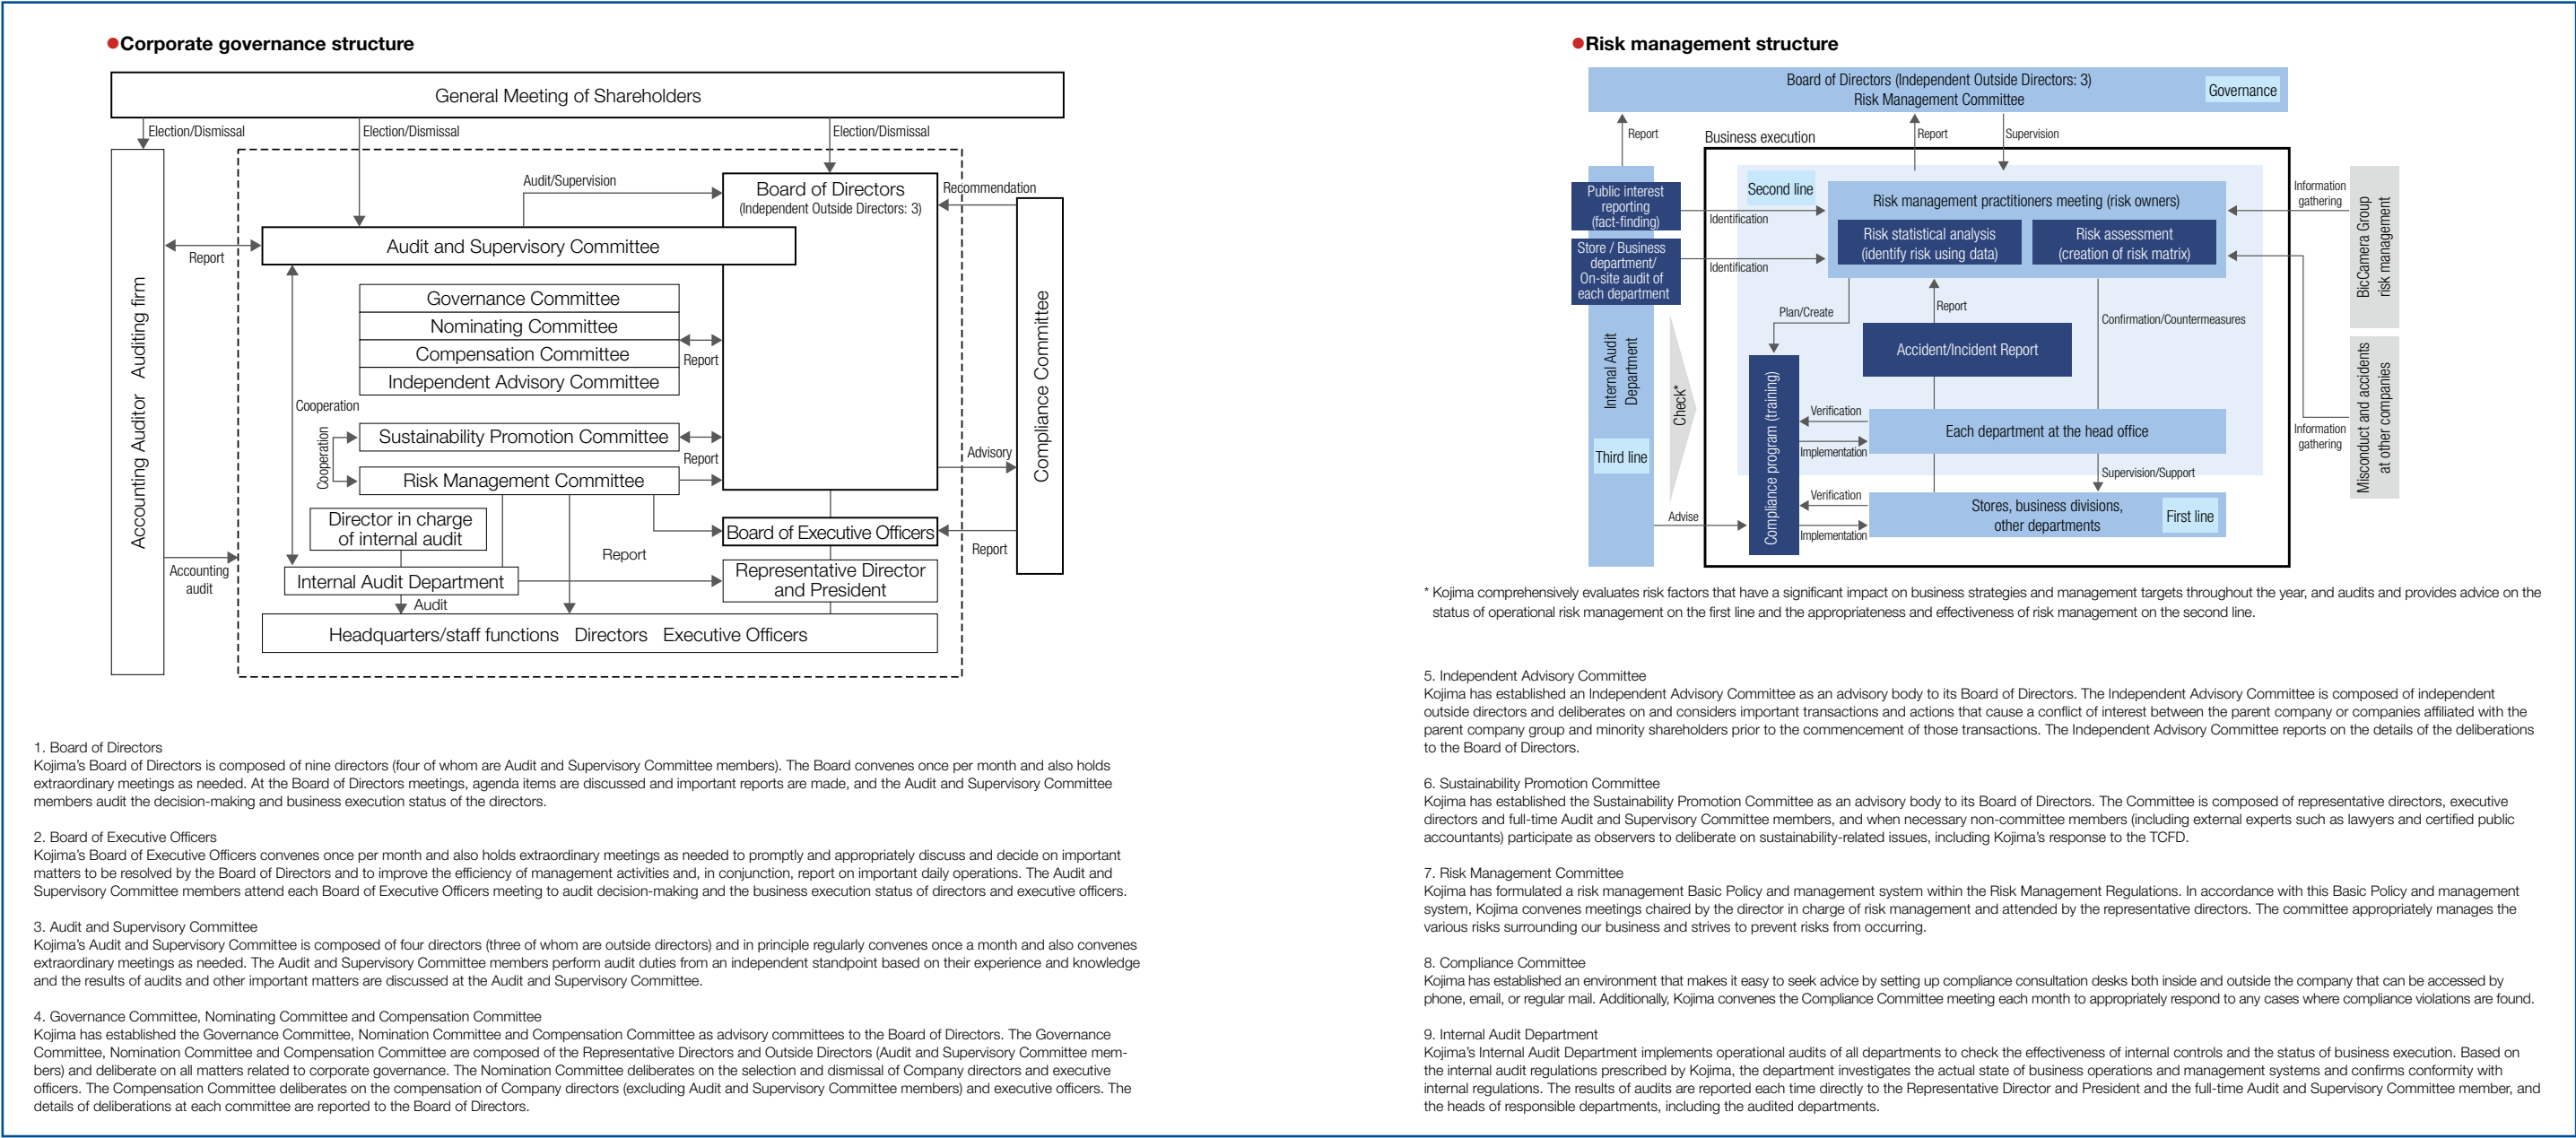 ●Corporate governance structure
General Meeting of Shareholders
Election/Dismissal
Election/Dismissal
Election/Dismissal
Accounting Auditor Auditing firm
Audit/Supervision
Board of Directors
(Independent Outside Directors: 3)
Recommendation
Audit and Supervisory Committee
Report
Governance Committee
Nominating Committee
Compensation Committee
Independent Advisory Committee
Report
Compliance Committee
Cooperation
Cooperation
Sustainability Promotion Committee
Report
Risk Management Committee
Advisory
Director in charge
of internal audit
Board of Executive Officers
Report
Report
Accounting
audit
Internal Audit Department
Representative Director
and President
Audit
Headquarters/staff functions Directors Executive Officers
1. Board of Directors
Kojima’s Board of Directors is composed of nine directors (four of whom are Audit and Supervisory Committee members). The Board convenes once per month and also holds
extraordinary meetings as needed. At the Board of Directors meetings, agenda items are discussed and important reports are made, and the Audit and Supervisory Committee
members audit the decision-making and business execution status of the directors.
2. Board of Executive Officers
Kojima’s Board of Executive Officers convenes once per month and also holds extraordinary meetings as needed to promptly and appropriately discuss and decide on important
matters to be resolved by the Board of Directors and to improve the efficiency of management activities and, in conjunction, report on important daily operations. The Audit and
Supervisory Committee members attend each Board of Executive Officers meeting to audit decision-making and the business execution status of directors and executive officers.
3. Audit and Supervisory Committee
Kojima’s Audit and Supervisory Committee is composed of four directors (three of whom are outside directors) and in principle regularly convenes once a month and also convenes
extraordinary meetings as needed. The Audit and Supervisory Committee members perform audit duties from an independent standpoint based on their experience and knowledge
and the results of audits and other important matters are discussed at the Audit and Supervisory Committee.
4. Governance Committee, Nominating Committee and Compensation Committee
Kojima has established the Governance Committee, Nomination Committee and Compensation Committee as advisory committees to the Board of Directors. The Governance
Committee, Nomination Committee and Compensation Committee are composed of the Representative Directors and Outside Directors (Audit and Supervisory Committee mem-
bers) and deliberate on all matters related to corporate governance. The Nomination Committee deliberates on the selection and dismissal of Company directors and executive
officers. The Compensation Committee deliberates on the compensation of Company directors (excluding Audit and Supervisory Committee members) and executive officers. The
details of deliberations at each committee are reported to the Board of Directors.
●Risk management structure
Board of Directors (Independent Outside Directors: 3)
Risk Management Committee
Governance
Report
Business execution
Report
Supervision
Public interest
reporting
(fact-finding)
Identification
Store / Business
department/
On-site audit of
each department
Identification
Second line
Risk management practitioners meeting (risk owners)
Risk statistical analysis
(identify risk using data)
Risk assessment
(creation of risk matrix)
Information
gathering
BicCamera Group
risk management
Plan/Create
Report
Confirmation/Countermeasures
Accident/Incident Report
Internal Audit
Department
Check*
Third line
Compliance program (training)
Verification
Implementation
Each department at the head office
Information
gathering
Misconduct and accidents
at other companies
Supervision/Support
Advise
Verification
Implementation
Stores, business divisions,
other departments
First line
* Kojima comprehensively evaluates risk factors that have a significant impact on business strategies and management targets throughout the year, and audits and provides advice on the
status of operational risk management on the first line and the appropriateness and effectiveness of risk management on the second line.
5. Independent Advisory Committee
Kojima has established an Independent Advisory Committee as an advisory body to its Board of Directors. The Independent Advisory Committee is composed of independent
outside directors and deliberates on and considers important transactions and actions that cause a conflict of interest between the parent company or companies affiliated with the
parent company group and minority shareholders prior to the commencement of those transactions. The Independent Advisory Committee reports on the details of the deliberations
to the Board of Directors.
6. Sustainability Promotion Committee
Kojima has established the Sustainability Promotion Committee as an advisory body to its Board of Directors. The Committee is composed of representative directors, executive
directors and full-time Audit and Supervisory Committee members, and when necessary non-committee members (including external experts such as lawyers and certified public
accountants) participate as observers to deliberate on sustainability-related issues, including Kojima’s response to the TCFD.
7. Risk Management Committee
Kojima has formulated a risk management Basic Policy and management system within the Risk Management Regulations. In accordance with this Basic Policy and management
system, Kojima convenes meetings chaired by the director in charge of risk management and attended by the representative directors. The committee appropriately manages the
various risks surrounding our business and strives to prevent risks from occurring.
8. Compliance Committee
Kojima has established an environment that makes it easy to seek advice by setting up compliance consultation desks both inside and outside the company that can be accessed by
phone, email, or regular mail. Additionally, Kojima convenes the Compliance Committee meeting each month to appropriately respond to any cases where compliance violations are found.
9. Internal Audit Department
Kojima’s Internal Audit Department implements operational audits of all departments to check the effectiveness of internal controls and the status of business execution. Based on
the internal audit regulations prescribed by Kojima, the department investigates the actual state of business operations and management systems and confirms conformity with
internal regulations. The results of audits are reported each time directly to the Representative Director and President and the full-time Audit and Supervisory Committee member, and
the heads of responsible departments, including the audited departments.